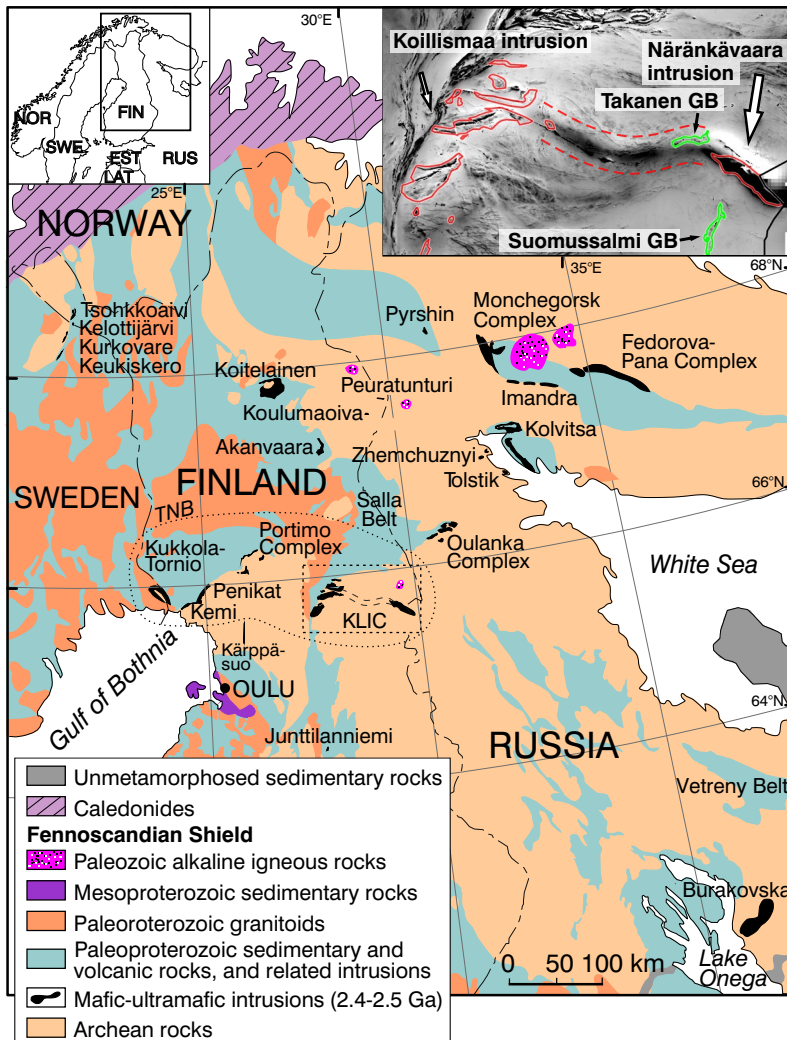 30°E
NOR
SWE
FIN
EST
LAT
RUS
Koillismaa intrusion
Näränkävaara
intrusion
Takanen GB
Suomussalmi GB
25°E
NORWAY
35°E
68°N
Tsohkkoaivi
Kelottijärvi
Kurkovare
Keukiskero
Pyrshin
Monchegorsk
Complex
Fedorova-
Pana Complex
Koitelainen
Peuratunturi
Imandra
Koulumaoiva
Kolvitsa
Akanvaara
Zhemchuznyi
Tolstik
66°N
SWEDEN
FINLAND
TNB
Salla
Belt
Portimo
Complex
Kukkola-
Tornio
Oulanka
Complex
White Sea
Penikat
Kemi
KLIC
Gulf of Bothnia
Kärppä-
suo
OULU
64°N
Junttilanniemi
RUSSIA
Vetreny Belt
Burakovska
Lake
Onega
0 50 100 km
Unmetamorphosed sedimentary rocks
Caledonides
Fennoscandian Shield
Paleozoic alkaline igneous rocks
Mesoproterozoic sedimentary rocks
Paleoroterozoic granitoids
Paleoproterozoic sedimentary and
volcanic rocks, and related intrusions
Mafic-ultramafic intrusions (2.4-2.5 Ga)
Archean rocks